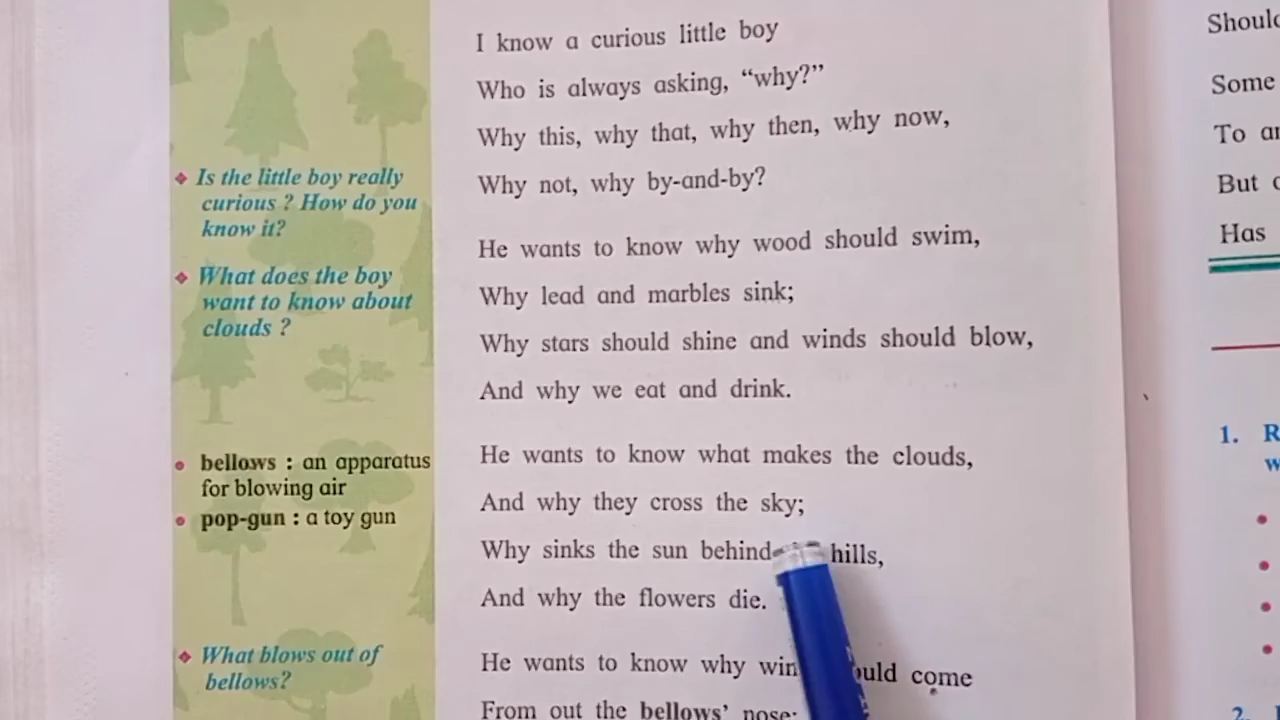 I know a curious little boy
Who is always asking, “why?”
Why this, why that, why then, why now,
Why not, why by-and-by?
He wants to know why wood should swim,
Why lead and marbles sink;
Why stars should shine and winds should blow,
And why we eat and drink.
He wants to know what makes the clouds,
And why they cross the sky;
Why sinks the sun behind hills,
And why the flowers die.
He wants to know why come
From out the bellows’ nose;
❖ Is the little boy really
curious ? How do you
know it?
❖ What does the boy
want to know about
clouds ?
• bellows : an apparatus
for blowing air
• pop-gun : a toy gun
❖ What blows out of
bellows?
Some
To
But
Has
1.
2.